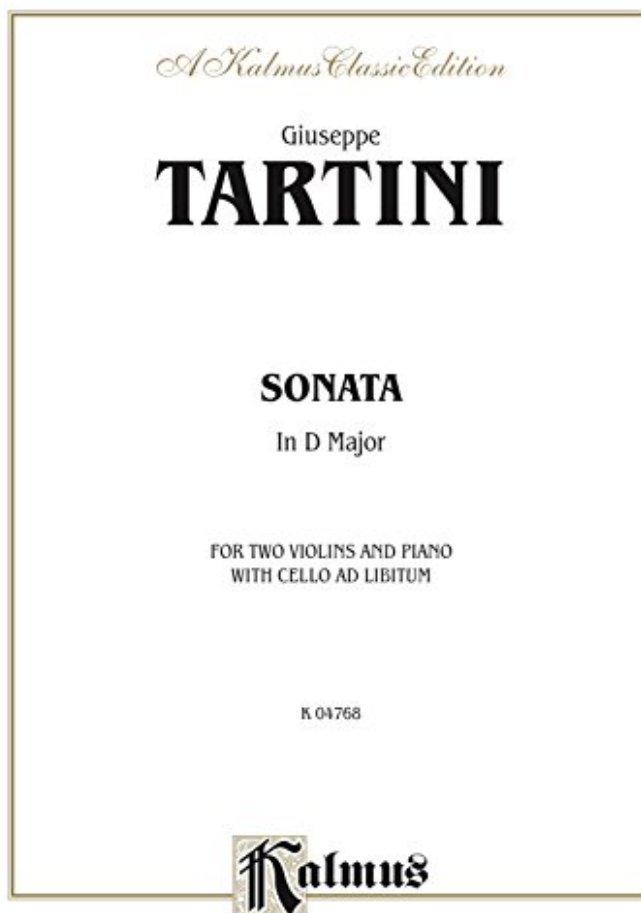 A Kalmus Classic Edition
Giuseppe
TARTINI
SONATA
In D Major
FOR TWO VIOLINS AND PIANO
WITH CELLO AD LIBITUM
K 04768
Kalmus